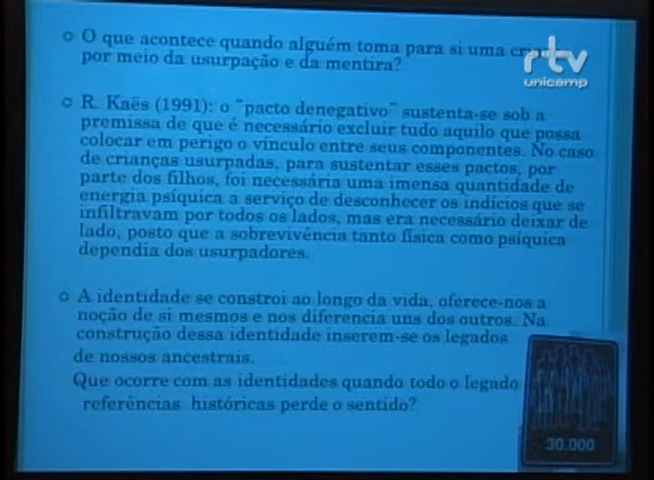 O que acontece quando alguém toma para si uma
por meio da usurpação e da mentira?
R. Kaës (1991): o "pacto denegativo" sustenta-se sob a
premissa de que é necessário excluir tudo aquilo que possa
colocar em perigo o vínculo entre seus componentes. No caso
de crianças usurpadas, para sustentar esses pactos, por
parte dos filhos, foi necessária uma imensa quantidade de
energia psíquica a serviço de desconhecer os indícios que se
infiltravam por todos os lados, mas era necessário deixar de
lado, posto que a sobrevivência tanto física como psíquica
dependia dos usurpadores.
A identidade se constroi ao longo da vida, oferece-nos a
noção de si mesmos e nos diferencia uns dos outros. Na
construção dessa identidade inserem-se os legados
de nossos ancestrais.
Que ocorre com as identidades quando todo o legado
referências históricas perde o sentido?
rtv
unicamp
30.000